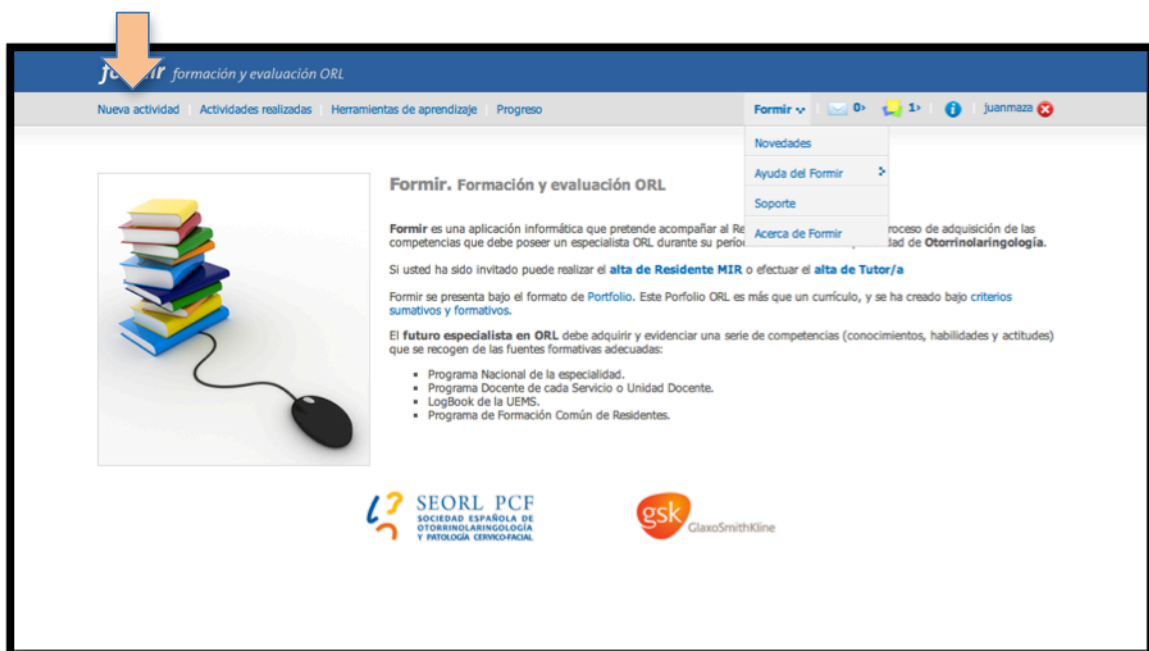 formación y evaluación ORL
Nueva actividad Actividades realizadas Herramientas de aprendizaje Progreso Formir 0 1 juanmaza
Novedades
Ayuda del Formir
Soporte
Acerca de Formir
Formir. Formación y evaluación ORL
Formir es una aplicación informática que pretende acompañar al proceso de adquisición de las
competencias que debe poseer un especialista ORL durante su de Otorrinolaringología.
Si usted ha sido invitado puede realizar el alta de Residente MIR o efectuar el alta de Tutor/a
Formir se presenta bajo el formato de Portfolio. Este Porfolio ORL es más que un currículo, y se ha creado bajo criterios
sumativos y formativos.
El futuro especialista en ORL debe adquirir y evidenciar una serie de competencias (conocimientos, habilidades y actitudes)
que se recogen de las fuentes formativas adecuadas:
Programa Nacional de la especialidad.
Programa Docente de cada Servicio o Unidad Docente.
LogBook de la UEMS.
Programa de Formación Común de Residentes.
SEORL PCF
SOCIEDAD ESPAÑOLA DE
OTORRINOLARINGOLOGÍA
Y PATOLOGÍA CERVICO-FACIAL
gsk
GlaxoSmithKline